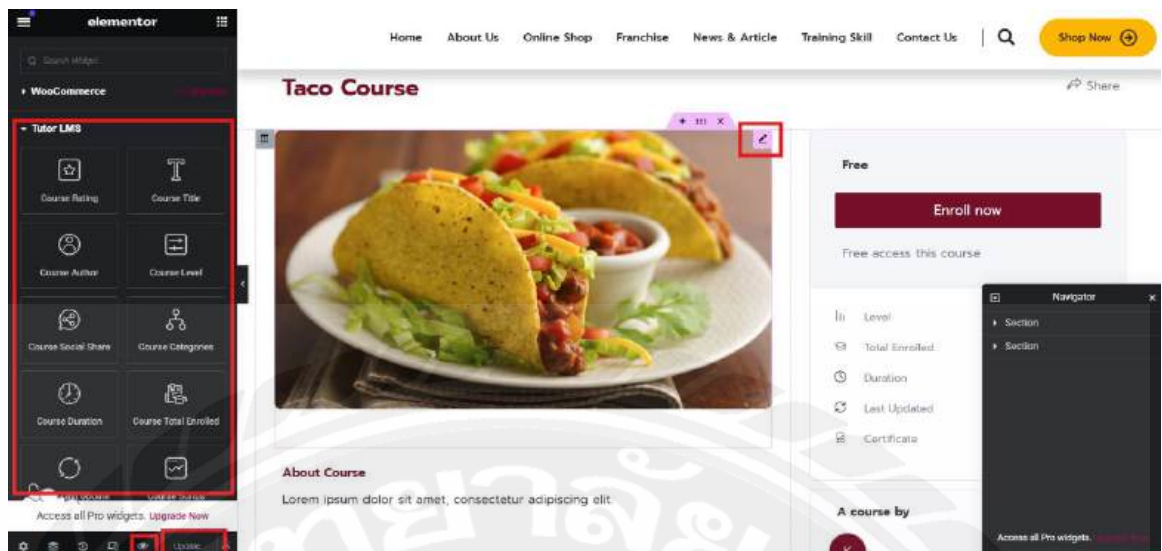 elementor
Search Widget...
WooCommerce
Tutor LMS
Course Rating
Course Title
Course Author
Course Level
Course Social Share
Course Categories
Course Duration
Course Total Enrolled
Access all Pro widgets. Upgrade Now
Update
Home About Us Online Shop Franchise News & Article Training Skill Contact Us Shop Now
Taco Course
Share
Free
Enroll now
Free access this course
Level
Total Enrolled
Duration
Last Updated
Certificate
About Course
Lorem ipsum dolor sit amet, consectetur adipiscing elit
A course by
K
Navigator
Section
Section
Access all Pro widgets.